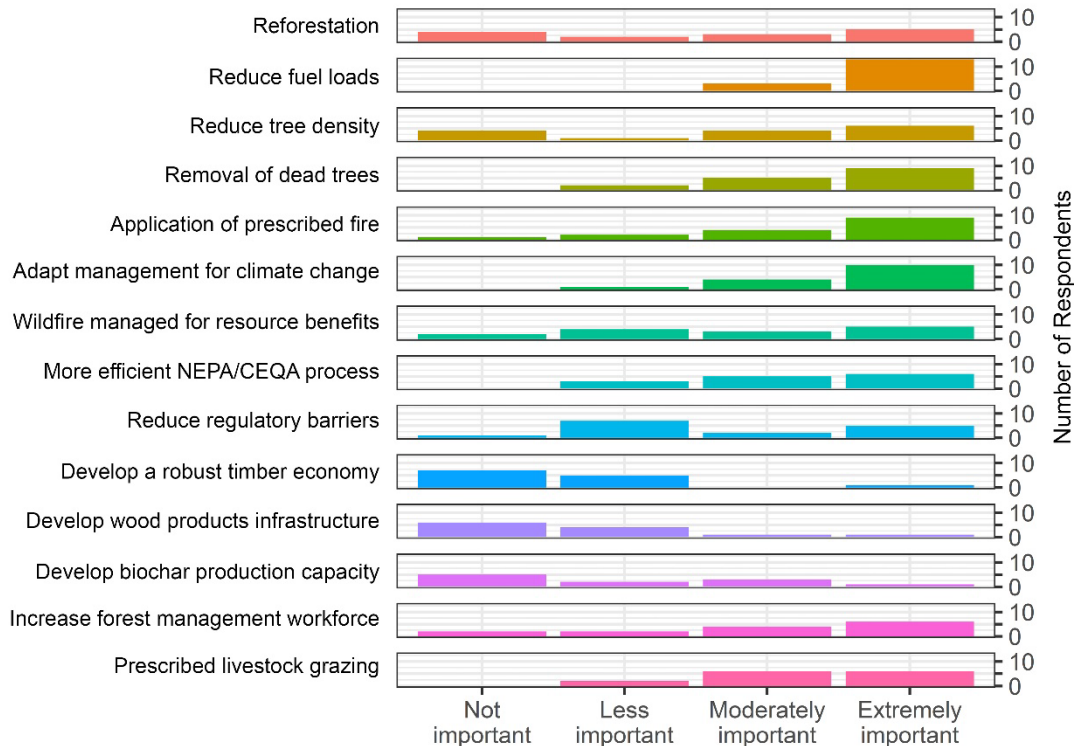 Reforestation
10
0
Reduce fuel loads
10
0
Reduce tree density
10
0
Removal of dead trees
10
0
Application of prescribed fire
10
0
Adapt management for climate change
10
0
Wildfire managed for resource benefits
10
0
More efficient NEPA/CEQA process
10
0
Reduce regulatory barriers
10
0
Develop a robust timber economy
10
0
Develop wood products infrastructure
10
0
Develop biochar production capacity
10
0
Increase forest management workforce
10
0
Prescribed livestock grazing
10
0
Number of Respondents
Not
important
Less
important
Moderately
important
Extremely
important